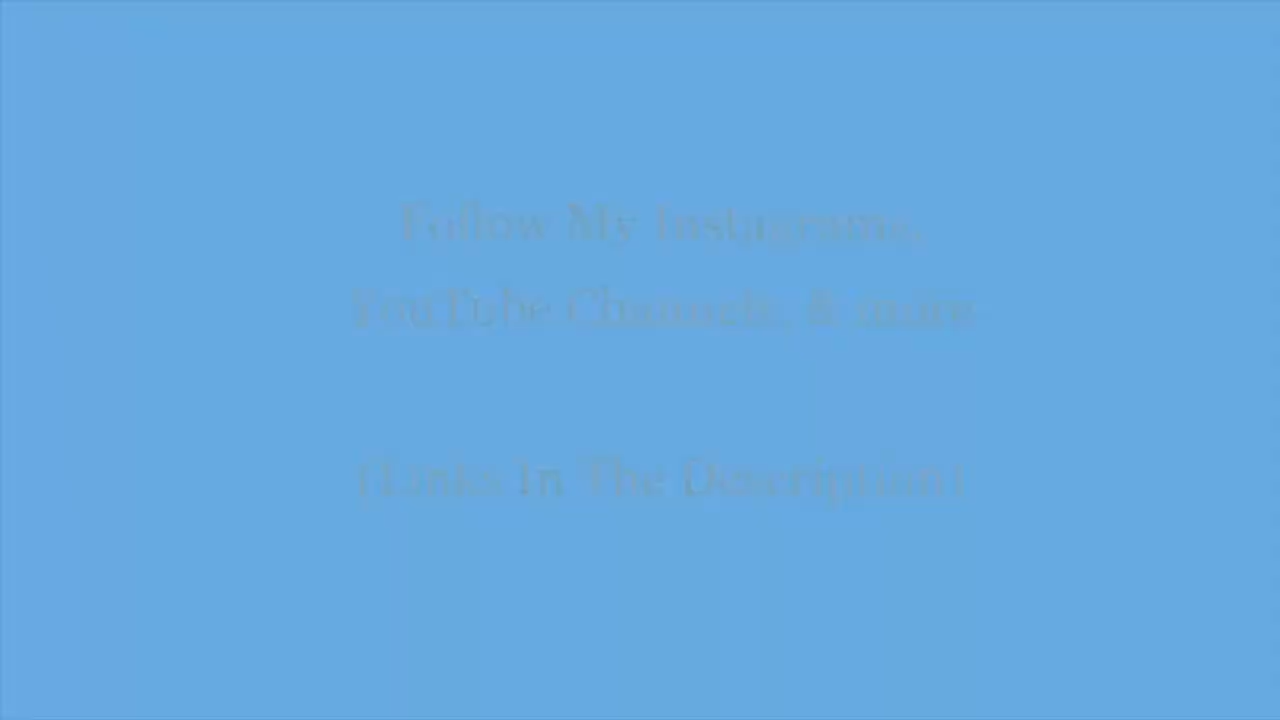 Follow My Instagrams,
YouTube Channels, & more
(Links In The Description)